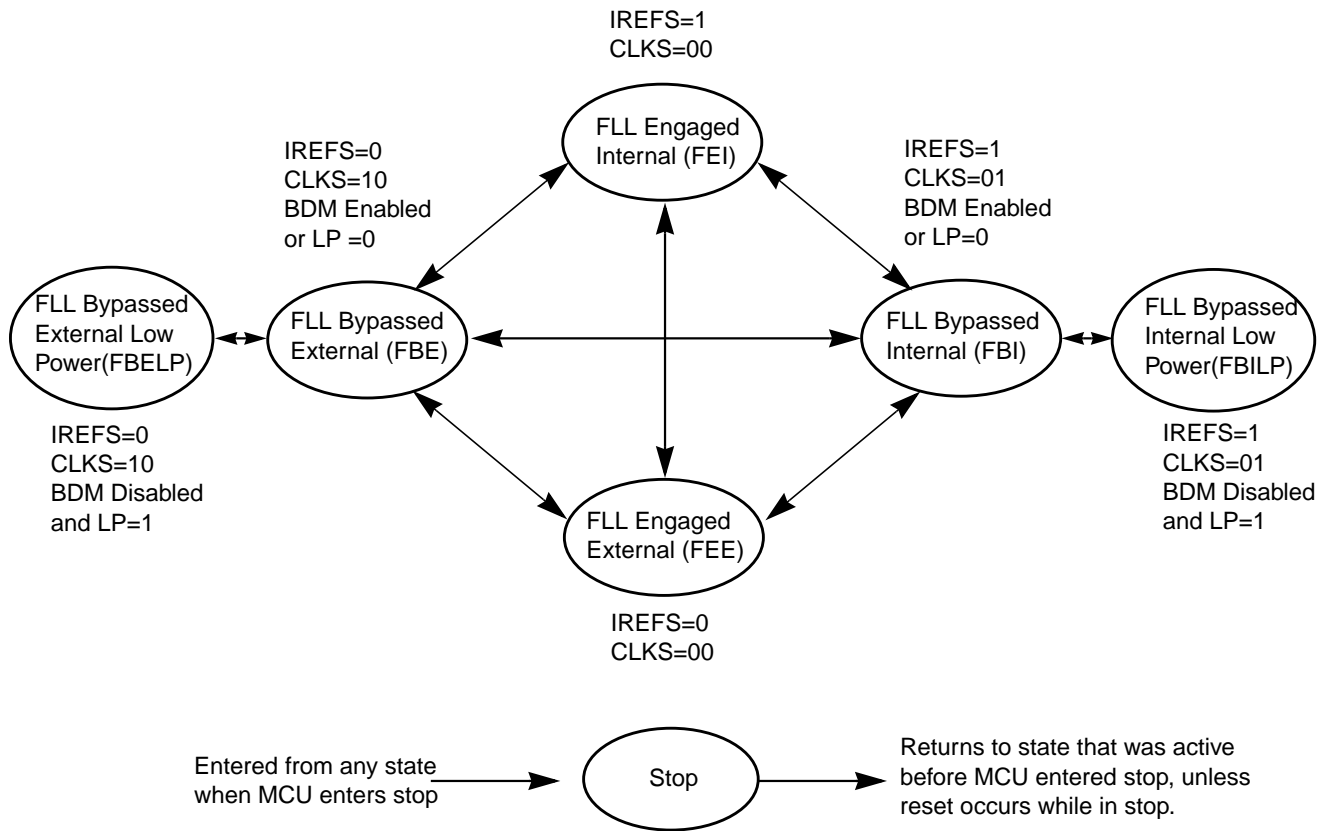 IREFS=1
CLKS=00
FLL Engaged
Internal (FEI)
IREFS=0
CLKS=10
BDM Enabled
or LP =0
IREFS=1
CLKS=01
BDM Enabled
or LP=0
FLL Bypassed
External Low
Power(FBELP)
FLL Bypassed
External (FBE)
FLL Bypassed
Internal (FBI)
FLL Bypassed
Internal Low
Power(FBILP)
IREFS=0
CLKS=10
BDM Disabled
and LP=1
IREFS=1
CLKS=01
BDM Disabled
and LP=1
FLL Engaged
External (FEE)
IREFS=0
CLKS=00
Entered from any state
when MCU enters stop
Stop
Returns to state that was active
before MCU entered stop, unless
reset occurs while in stop.